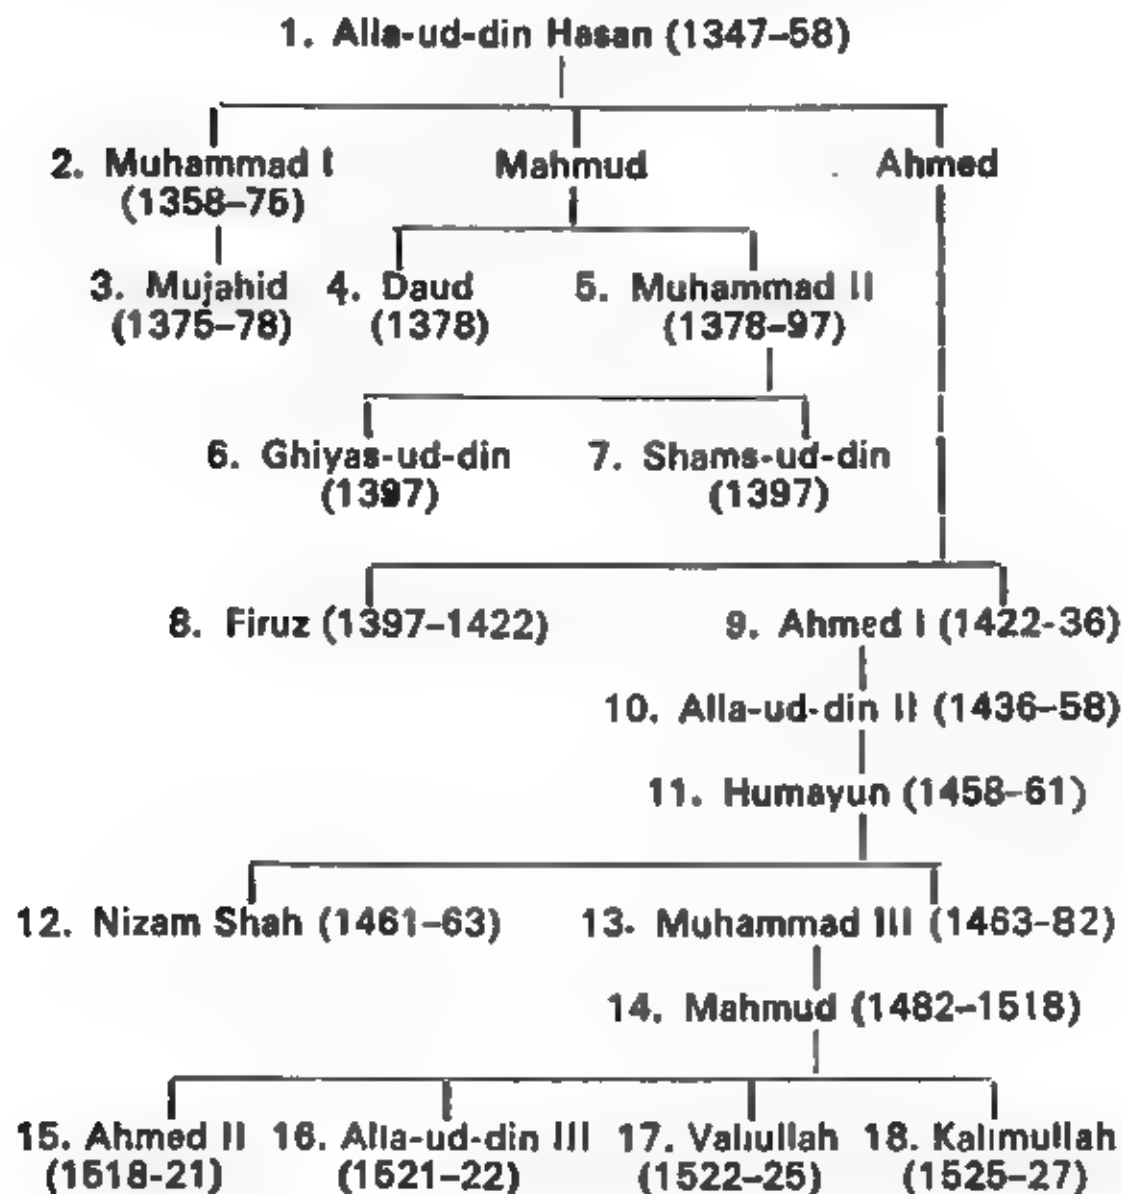 1. Alla-ud-din Hasan (1347–58)
2. Muhammad I Mahmud Ahmed
(1358–75)
3. Mujahid 4. Daud 5. Muhammad II
(1375–78) (1378) (1378–97)
6. Ghiyas-ud-din 7. Shams-ud-din
(1397) (1397)
8. Firuz (1397–1422) 9. Ahmed I (1422-36)
10. Alla-ud-din II (1436–58)
11. Humayun (1458–61)
12. Nizam Shah (1461–63) 13. Muhammad III (1463-82)
14. Mahmud (1482–1518)
15. Ahmed II 16. Alla-ud-din III 17. Valiullah 18. Kalimullah
(1518-21) (1521–22) (1522–25) (1525–27)